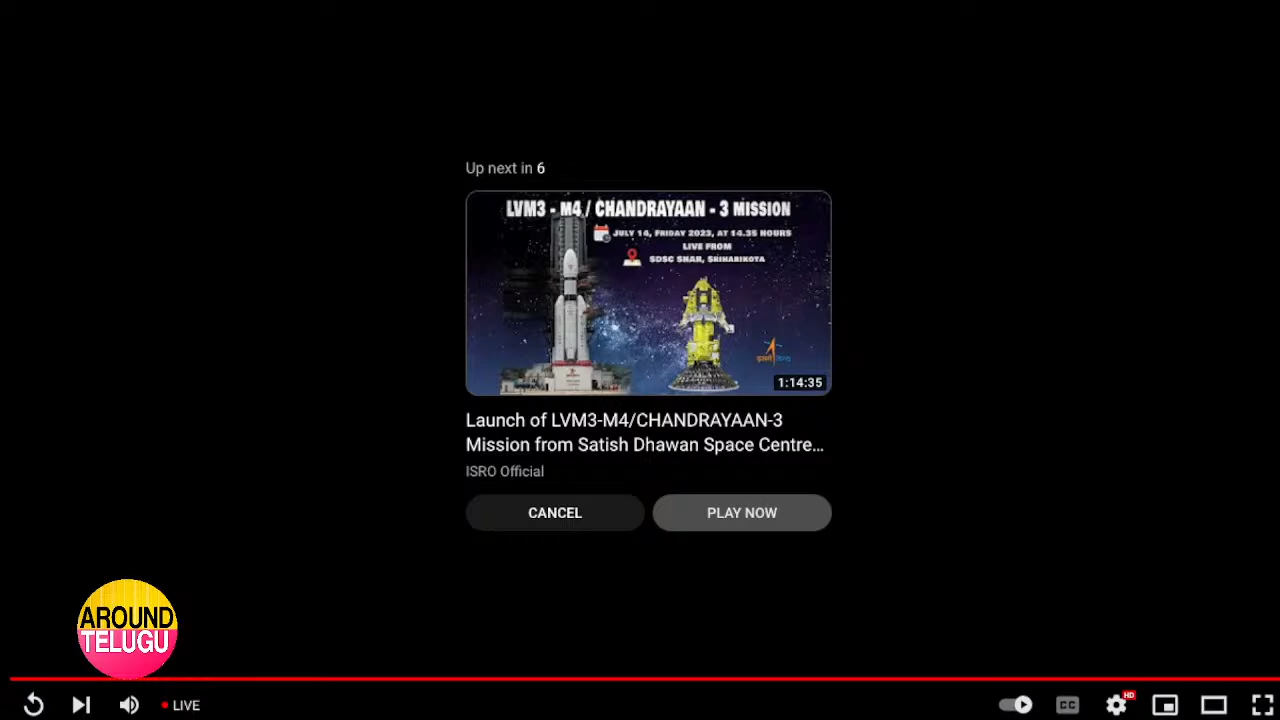 Up next in 6
LVM3 - M4 / CHANDRAYAAN - 3 MISSION
JULY 14, FRIDAY 2023, AT 14.35 HOURS
LIVE FROM
SDSC SHAR, SRIHARIKOTA
1:14:35
Launch of LVM3-M4/CHANDRAYAAN-3
Mission from Satish Dhawan Space Centre...
ISRO Official
CANCEL
PLAY NOW
AROUND
TELUGU
LIVE
CC
HD